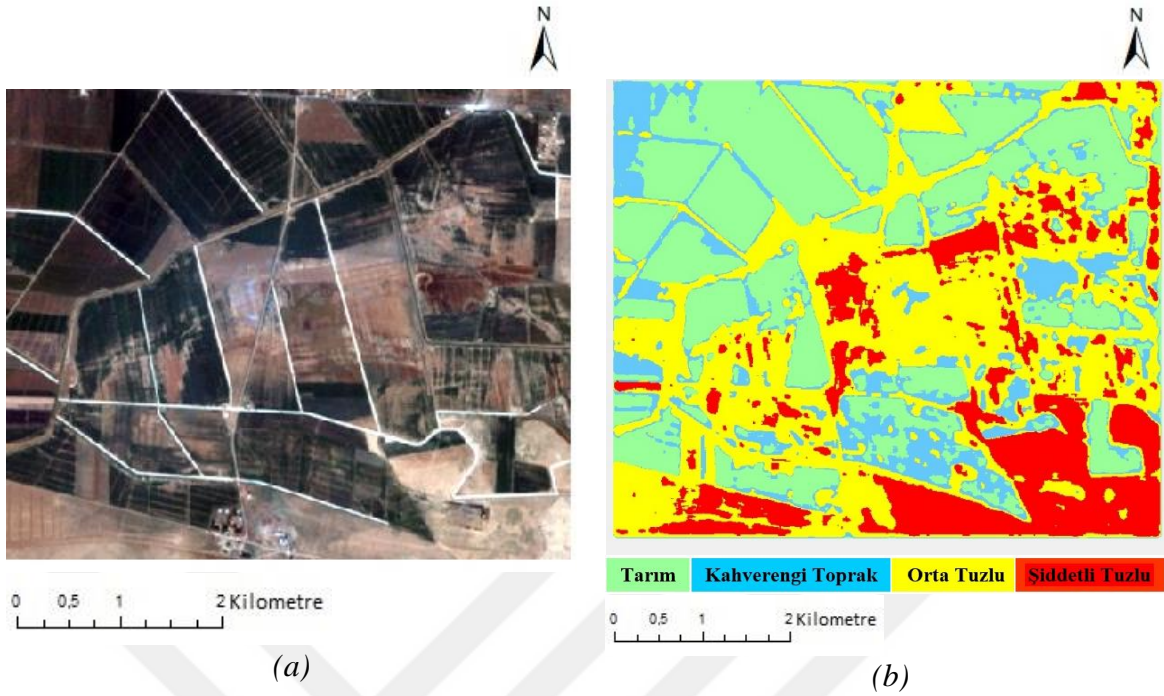 N
N
Tarım Kahverengi Toprak Orta Tuzlu Şiddetli Tuzlu
0 0,5 1 2 Kilometre
0 0,5 1 2 Kilometre
(a)
(b)